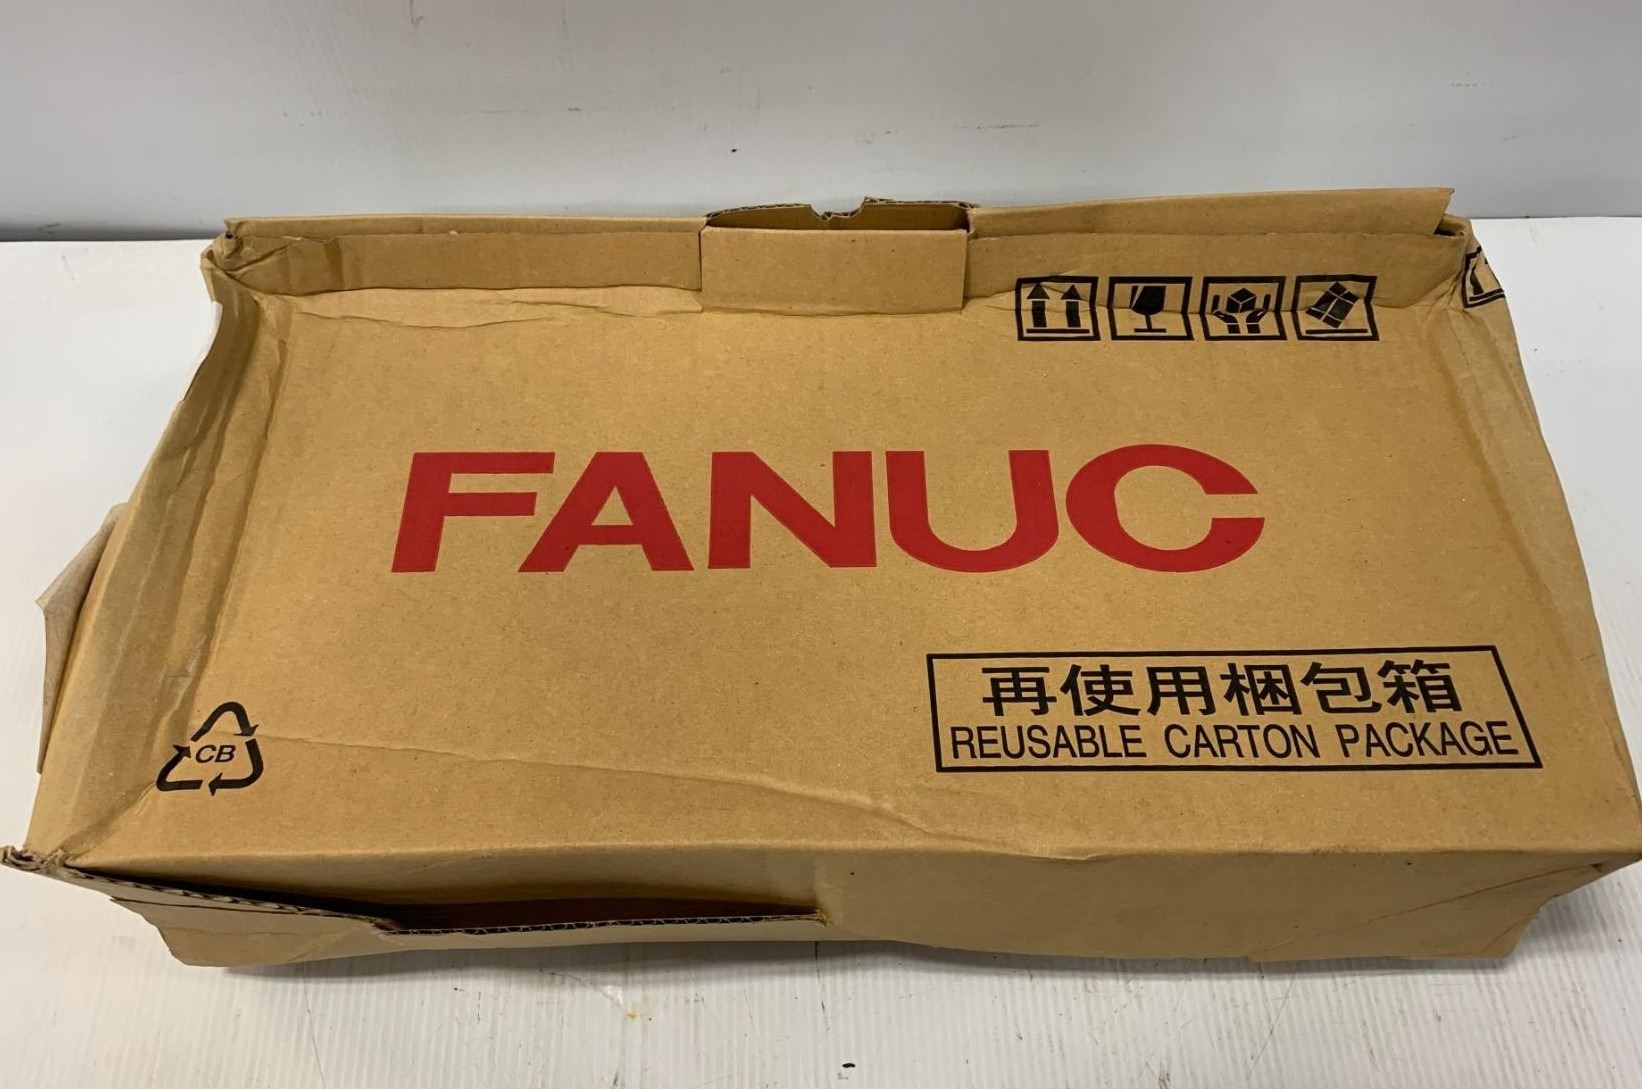 FANUC
再使用梱包箱
REUSABLE CARTON PACKAGE
CB